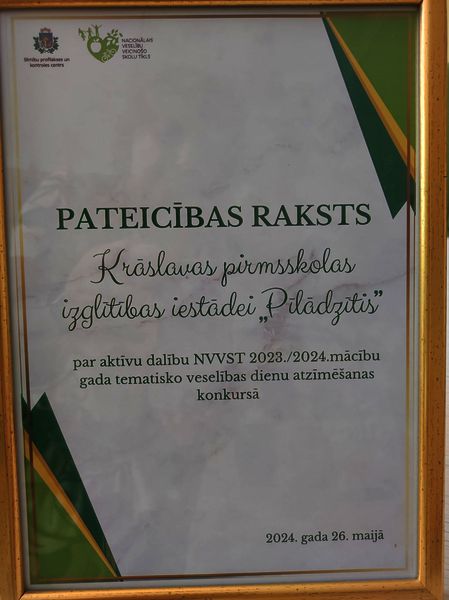 Slimību profilakses un
kontroles centrs
NACIONĀLAIS
VESELĪBU
VEICINOŠO
SKOLU TĪKLS
PATEICĪBAS RAKSTS
Krāslavas pirmsskolas
izglītības iestādei „Pīlādzītis”
par aktīvu dalību NVVST 2023./2024.mācību
gada tematisko veselības dienu atzīmēšanas
konkursā
2024. gada 26. maijā